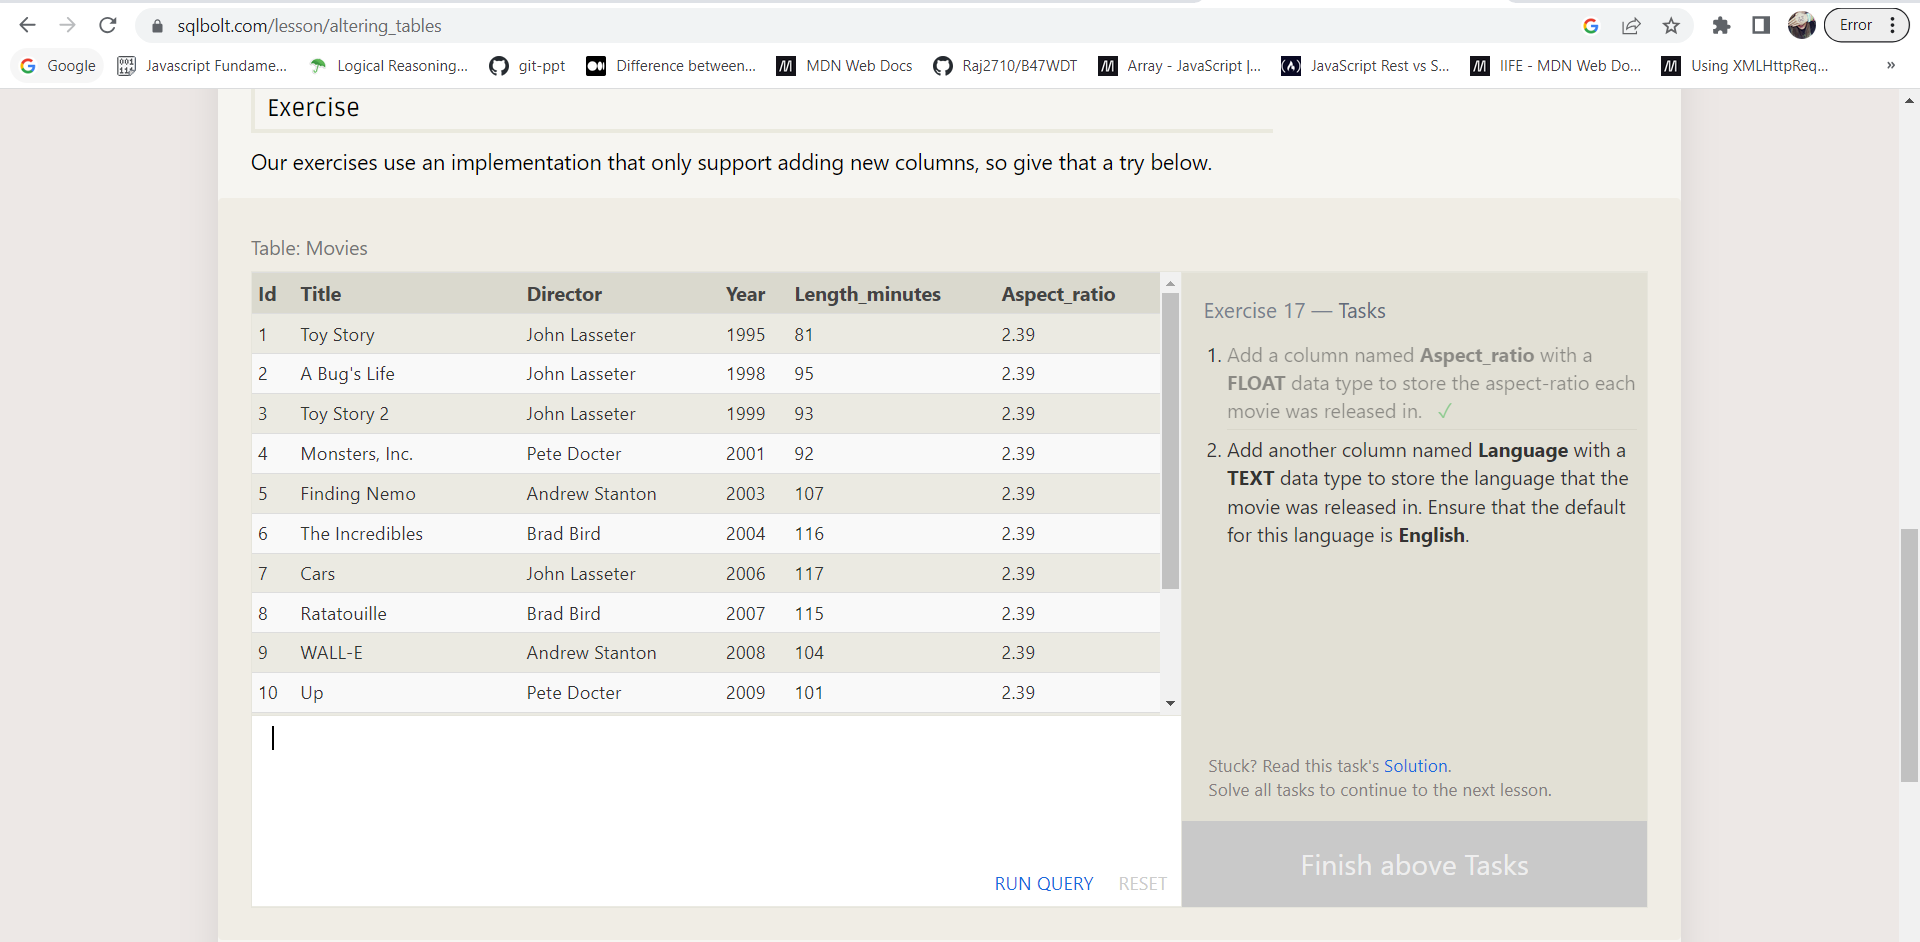 sqlbolt.com/lesson/altering_tables
Error
Google
Javascript Fundame...
Logical Reasoning...
git-ppt
Difference between...
MDN Web Docs
Raj2710/B47WDT
Array - JavaScript |...
JavaScript Rest vs S...
IIFE - MDN Web Do...
Using XMLHttpReq...
»
Exercise
Our exercises use an implementation that only support adding new columns, so give that a try below.
Table: Movies
Id Title Director Year Length_minutes Aspect_ratio
1 Toy Story John Lasseter 1995 81 2.39
2 A Bug's Life John Lasseter 1998 95 2.39
3 Toy Story 2 John Lasseter 1999 93 2.39
4 Monsters, Inc. Pete Docter 2001 92 2.39
5 Finding Nemo Andrew Stanton 2003 107 2.39
6 The Incredibles Brad Bird 2004 116 2.39
7 Cars John Lasseter 2006 117 2.39
8 Ratatouille Brad Bird 2007 115 2.39
9 WALL-E Andrew Stanton 2008 104 2.39
10 Up Pete Docter 2009 101 2.39
RUN QUERY RESET
Exercise 17 — Tasks
1. Add a column named Aspect_ratio with a
FLOAT data type to store the aspect-ratio each
movie was released in. ✓
2. Add another column named Language with a
TEXT data type to store the language that the
movie was released in. Ensure that the default
for this language is English.
Stuck? Read this task's Solution.
Solve all tasks to continue to the next lesson.
Finish above Tasks